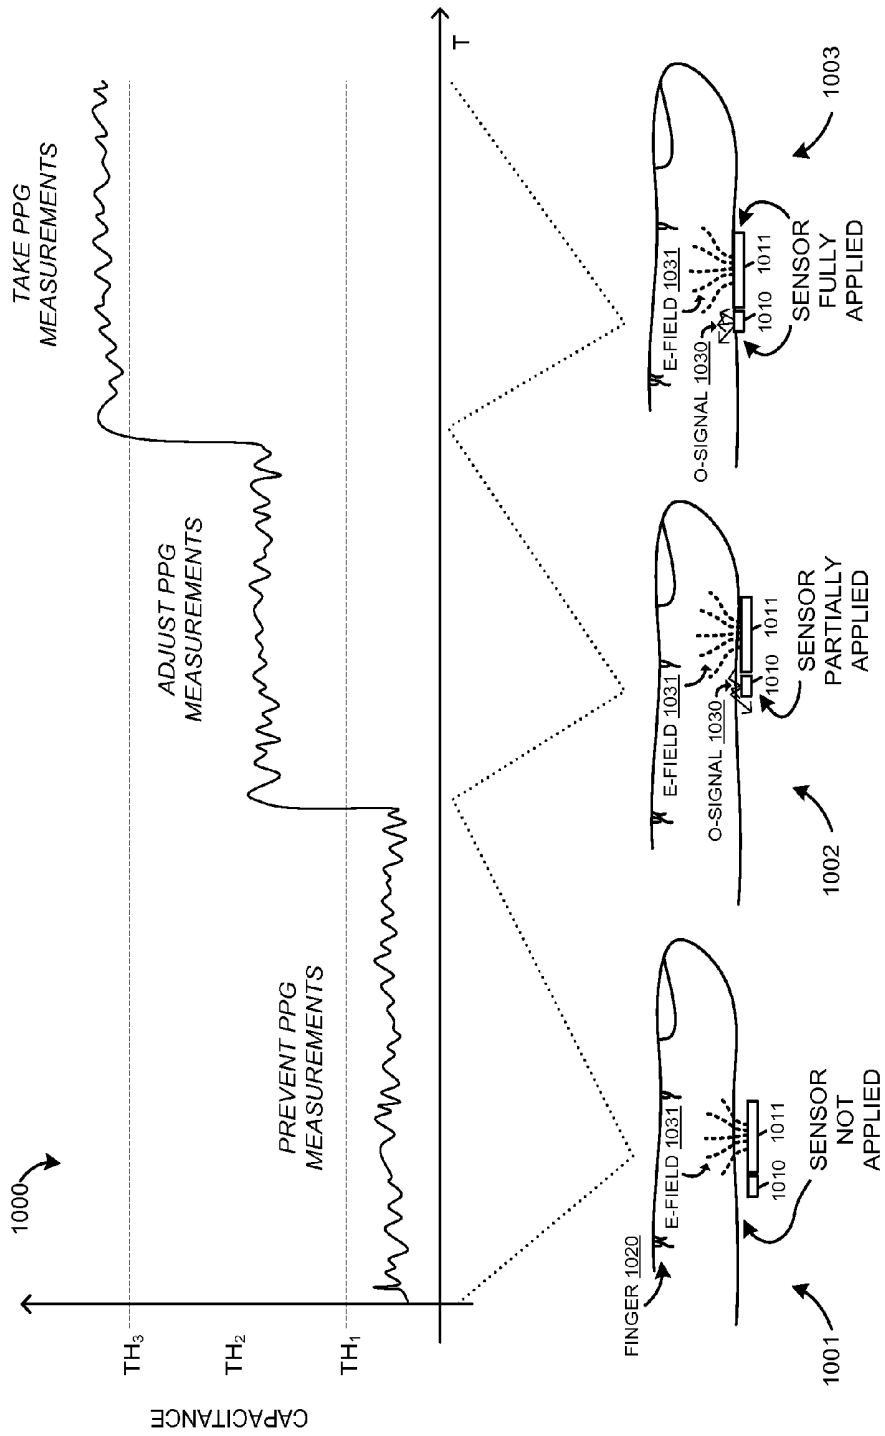 1000
TAKE PPG
MEASUREMENTS
ADJUST PPG
MEASUREMENTS
PREVENT PPG
MEASUREMENTS
CAPACITANCE
TH3
TH2
TH1
T
FINGER 1020
E-FIELD 1031
1010
1011
SENSOR
NOT
APPLIED
1001
E-FIELD 1031
O-SIGNAL 1030
1010
1011
SENSOR
PARTIALLY
APPLIED
1002
E-FIELD 1031
O-SIGNAL 1030
1010
1011
SENSOR
FULLY
APPLIED
1003